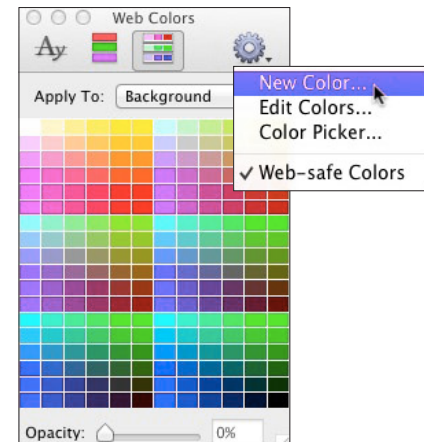 Web Colors
Ay
New Color...
Apply To: Background
Edit Colors...
Color Picker...
✓ Web-safe Colors
Opacity: 0%